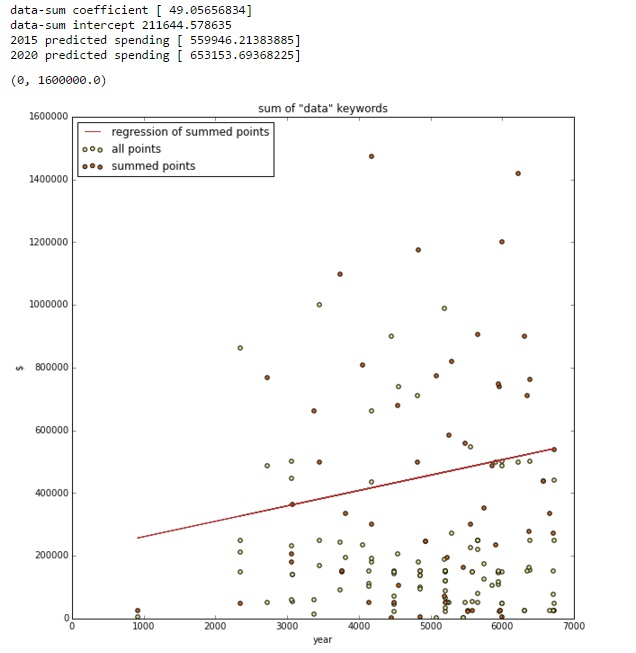 data-sum coefficient [ 49.05656834]
data-sum intercept 211644.578635
2015 predicted spending [ 559946.21383885]
2020 predicted spending [ 653153.69368225]
(0, 1600000.0)
sum of "data" keywords
regression of summed points
all points
summed points
1600000
1400000
1200000
1000000
800000
600000
400000
200000
0
$
0 1000 2000 3000 4000 5000 6000 7000
year